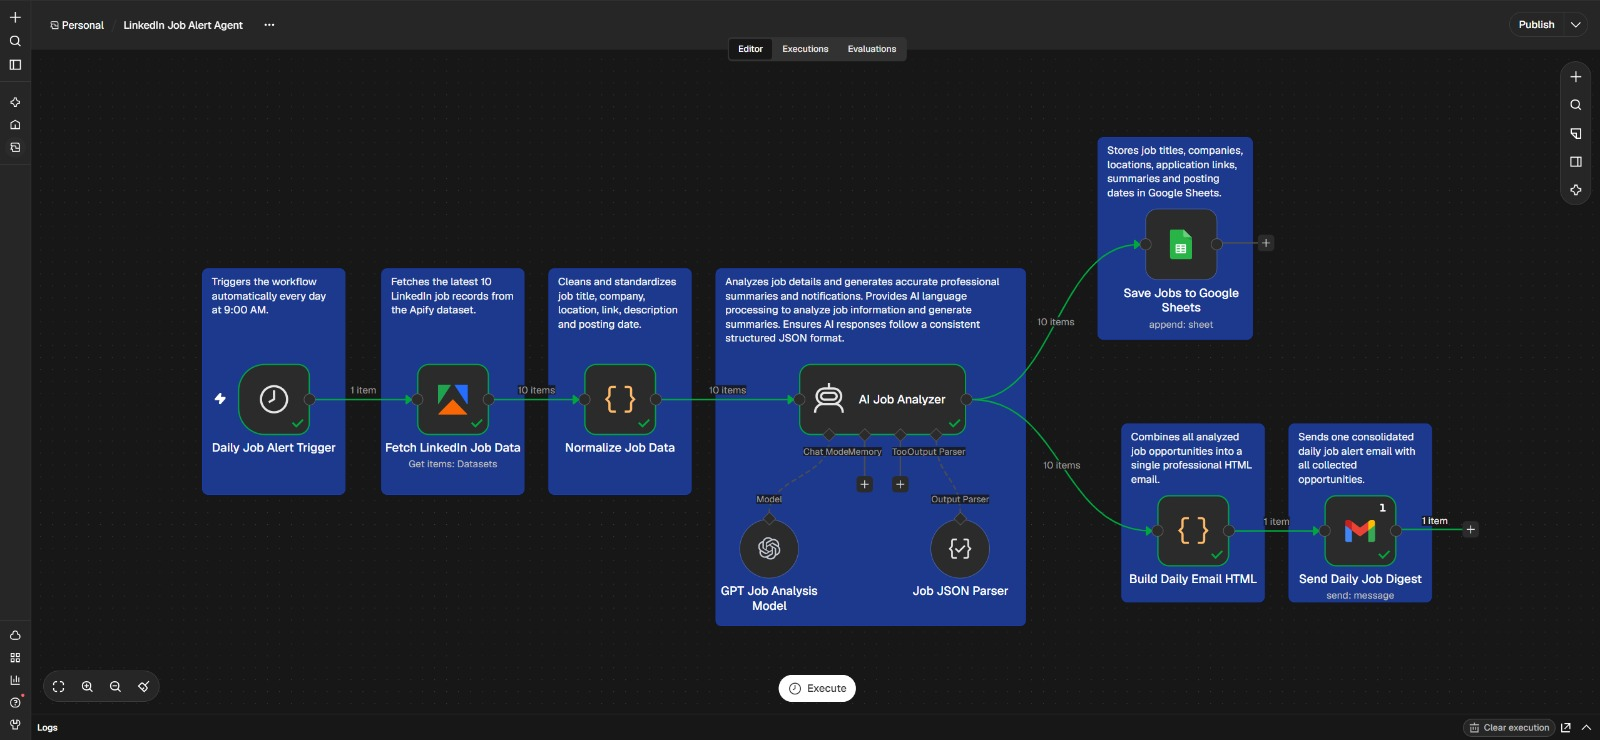 Personal
LinkedIn Job Alert Agent
...
Publish
Editor
Executions
Evaluations
Stores job titles, companies,
locations, application links,
summaries and posting
dates in Google Sheets.
Save Jobs to Google
Sheets
append: sheet
10 items
Triggers the workflow
automatically every day
at 9:00 AM.
Daily Job Alert Trigger
1 item
Fetches the latest 10
LinkedIn job records from
the Apify dataset.
Fetch LinkedIn Job Data
Get items: Datasets
10 items
Cleans and standardizes
job title, company,
location, link, description
and posting date.
Normalize Job Data
10 items
Analyzes job details and generates accurate professional
summaries and notifications. Provides AI language
processing to analyze job information and generate
summaries. Ensures AI responses follow a consistent
structured JSON format.
AI Job Analyzer
Chat Mode
Memory
Too
Output Parser
Model
Output Parser
GPT Job Analysis
Model
Job JSON Parser
10 items
Combines all analyzed
job opportunities into a
single professional HTML
email.
Build Daily Email HTML
1 item
Sends one consolidated
daily job alert email with
all collected
opportunities.
1
Send Daily Job Digest
send: message
1 item
Execute
Logs
Clear execution